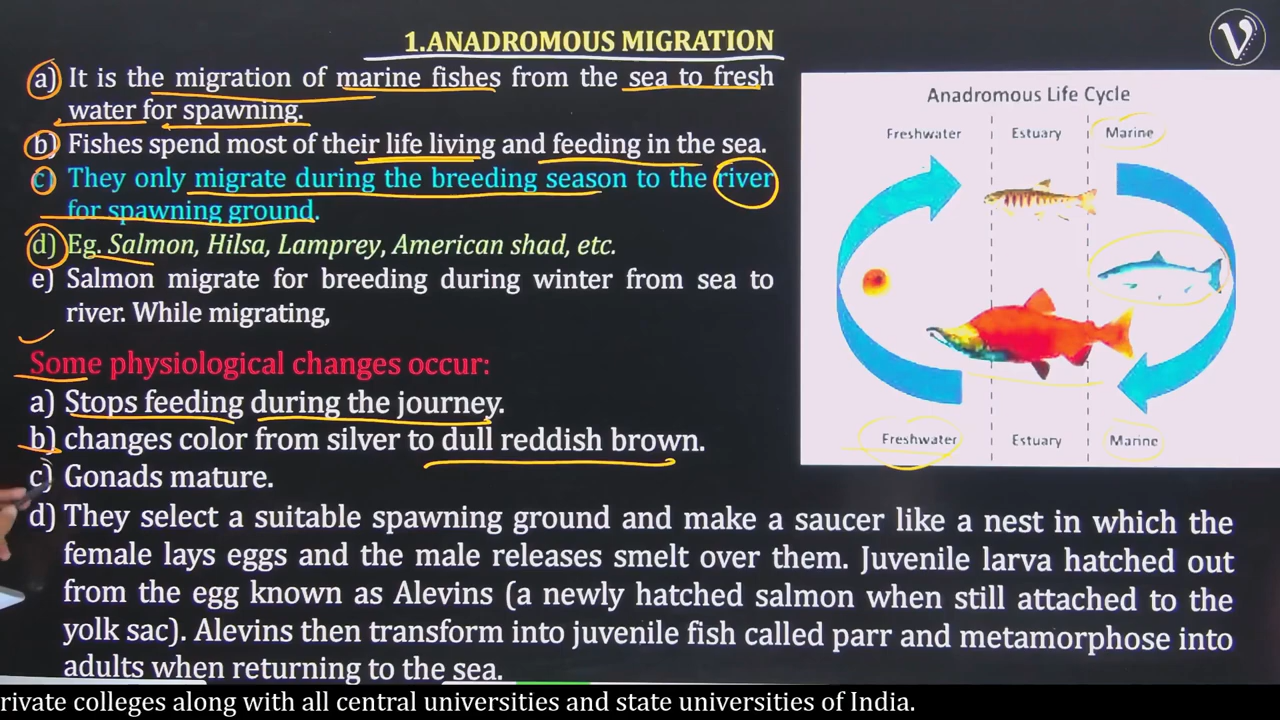 1.ANADROMOUS MIGRATION
a) It is the migration of marine fishes from the sea to fresh
water for spawning.
b) Fishes spend most of their life living and feeding in the sea.
c) They only migrate during the breeding season to the river
for spawning ground.
d) Eg. Salmon, Hilsa, Lamprey, American shad, etc.
e) Salmon migrate for breeding during winter from sea to
river. While migrating,
Some physiological changes occur:
a) Stops feeding during the journey.
b) changes color from silver to dull reddish brown.
c) Gonads mature.
d) They select a suitable spawning ground and make a saucer like a nest in which the
female lays eggs and the male releases smelt over them. Juvenile larva hatched out
from the egg known as Alevins (a newly hatched salmon when still attached to the
yolk sac). Alevins then transform into juvenile fish called parr and metamorphose into
adults when returning to the sea.
V
Anadromous Life Cycle
Freshwater Estuary Marine
Freshwater Estuary Marine
rivate colleges along with all central universities and state universities of India.